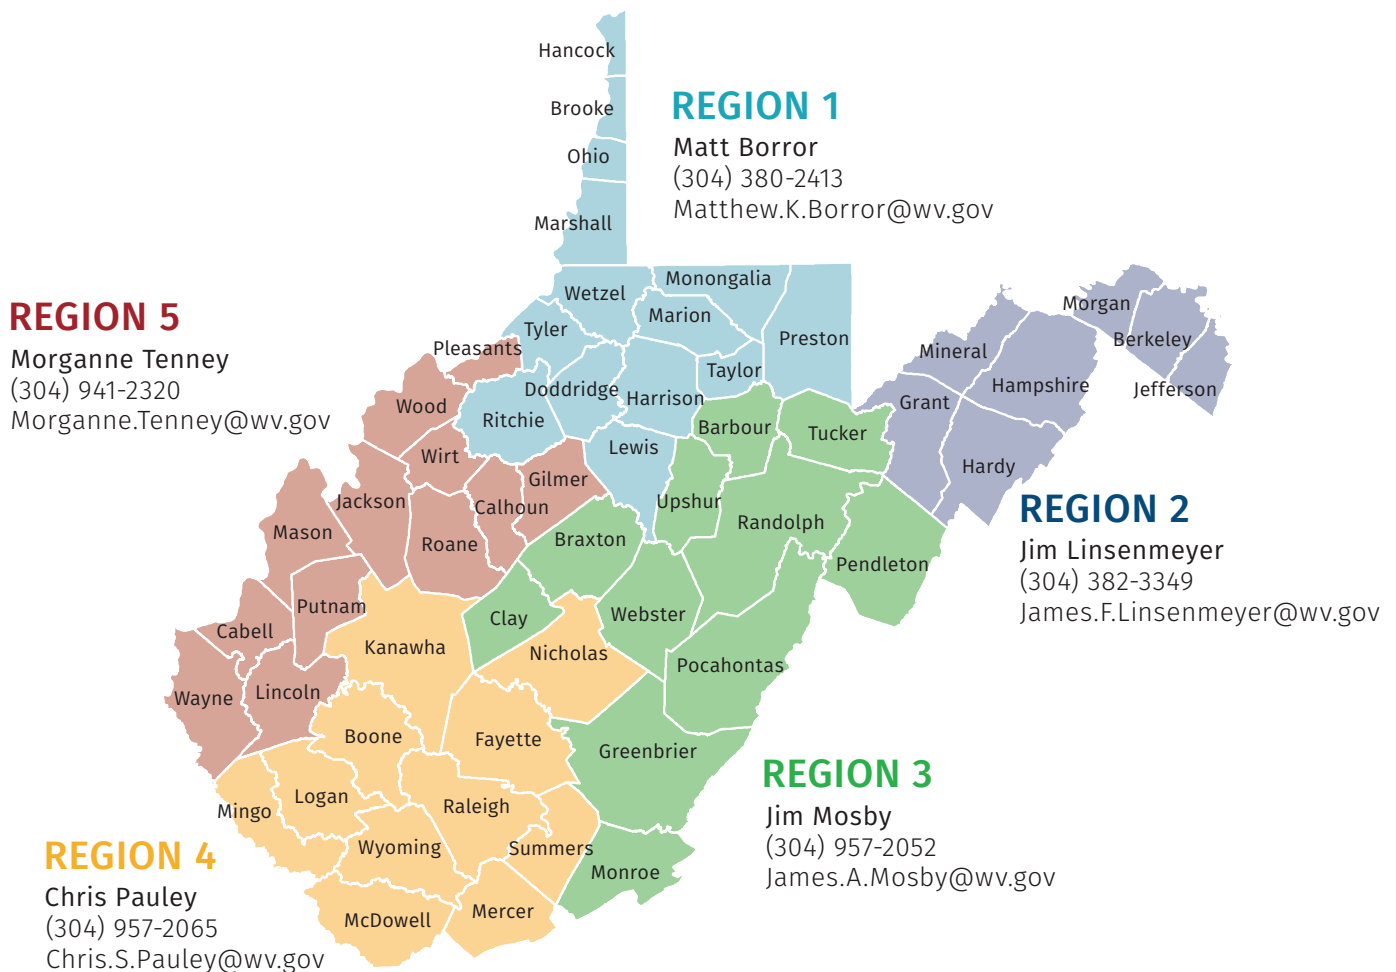 Hancock
Brooke
Ohio
Marshall
REGION 1
Matt Borror
(304) 380-2413
Matthew.K.Borror@wv.gov
Wetzel
Monongalia
Marion
Tyler
Preston
Taylor
Doddridge
Harrison
Ritchie
Lewis
REGION 5
Morganne Tenney
(304) 941-2320
Morganne.Tenney@wv.gov
Pleasants
Wood
Wirt
Gilmer
Calhoun
Jackson
Roane
Mason
Putnam
Cabell
Wayne
Lincoln
Morgan
Berkeley
Jefferson
Mineral
Hampshire
Grant
Hardy
REGION 2
Jim Linsenmeyer
(304) 382-3349
James.F.Linsenmeyer@wv.gov
Barbour
Tucker
Upshur
Randolph
Braxton
Pendleton
Clay
Webster
Pocahontas
Greenbrier
Monroe
REGION 3
Jim Mosby
(304) 957-2052
James.A.Mosby@wv.gov
Kanawha
Nicholas
Boone
Fayette
Logan
Mingo
Raleigh
Wyoming
Summers
McDowell
Mercer
REGION 4
Chris Pauley
(304) 957-2065
Chris.S.Pauley@wv.gov